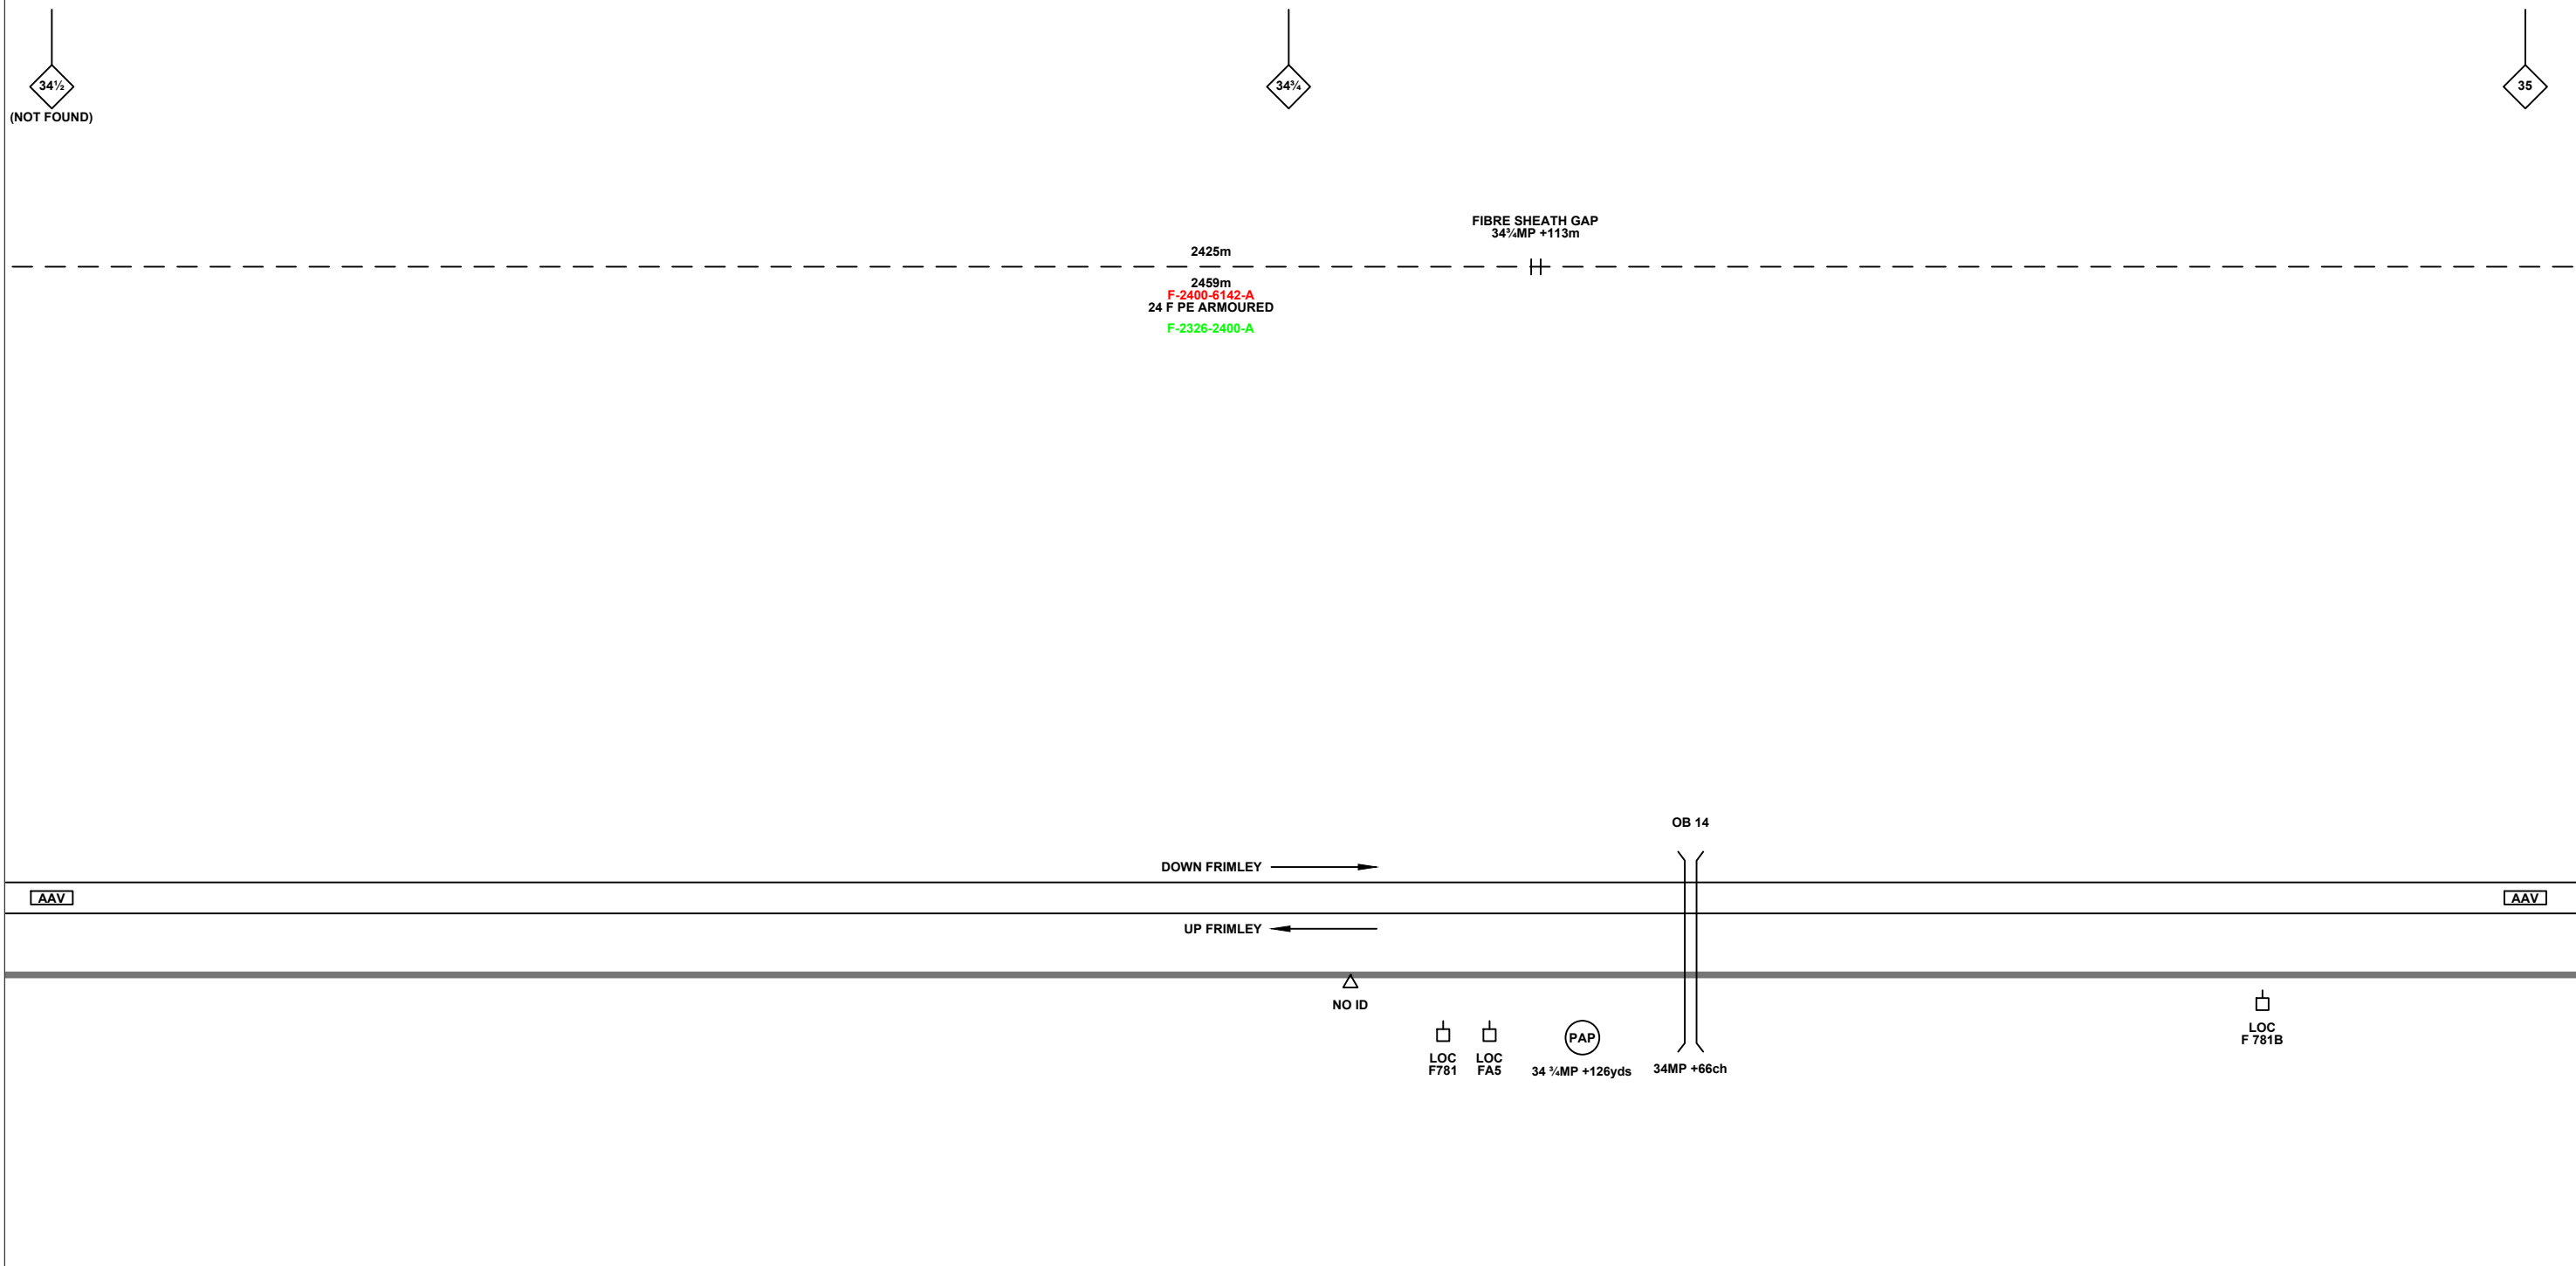 34½
(NOT FOUND)
34¾
35
FIBRE SHEATH GAP
34¾MP +113m
2425m
2459m
F-2400-6142-A
24 F PE ARMOURED
F-2326-2400-A
OB 14
DOWN FRIMLEY
AAV
AAV
UP FRIMLEY
NO ID
LOC
F781
LOC
FA5
PAP
34 ¾MP +126yds
34MP +66ch
LOC
F 781B